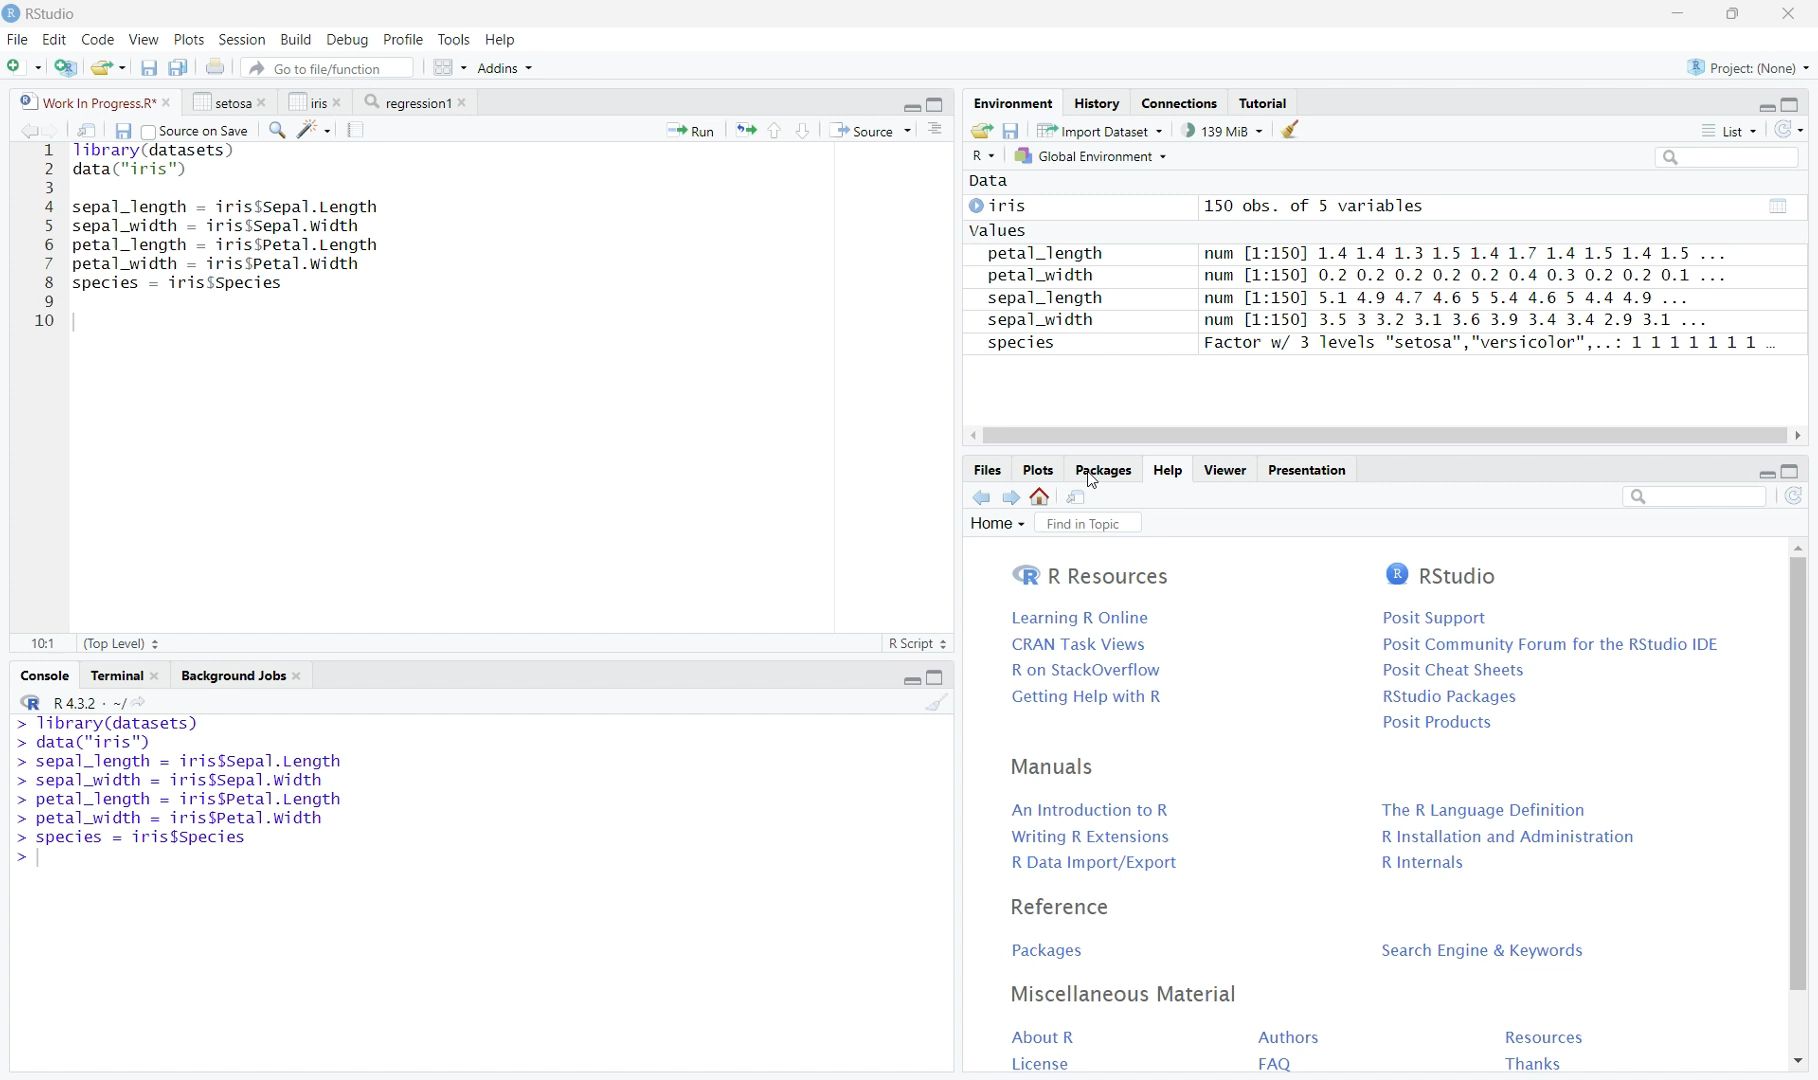 RStudio
File Edit Code View Plots Session Build Debug Profile Tools Help
Go to file/function Addins Project: (None)
Work In Progress.R* setosa iris regression1
Source on Save Run Source
1 library(datasets)
2 data("iris")
3
4 sepal_length = iris$Sepal.Length
5 sepal_width = iris$Sepal.Width
6 petal_length = iris$Petal.Length
7 petal_width = iris$Petal.Width
8 species = iris$Species
9
10
10:1 (Top Level) R Script
Console Terminal Background Jobs
R 4.3.2 · ~/
> library(datasets)
> data("iris")
> sepal_length = iris$Sepal.Length
> sepal_width = iris$Sepal.Width
> petal_length = iris$Petal.Length
> petal_width = iris$Petal.Width
> species = iris$Species
>
Environment History Connections Tutorial
Import Dataset 139 MiB List
R Global Environment
Data
iris 150 obs. of 5 variables
Values
petal_length num [1:150] 1.4 1.4 1.3 1.5 1.4 1.7 1.4 1.5 1.4 1.5 ...
petal_width num [1:150] 0.2 0.2 0.2 0.2 0.2 0.4 0.3 0.2 0.2 0.1 ...
sepal_length num [1:150] 5.1 4.9 4.7 4.6 5 5.4 4.6 5 4.4 4.9 ...
sepal_width num [1:150] 3.5 3 3.2 3.1 3.6 3.9 3.4 3.4 2.9 3.1 ...
species Factor w/ 3 levels "setosa","versicolor",..: 1 1 1 1 1 1 1 …
Files Plots Packages Help Viewer Presentation
Home Find in Topic
R Resources RStudio
Learning R Online Posit Support
CRAN Task Views Posit Community Forum for the RStudio IDE
R on StackOverflow Posit Cheat Sheets
Getting Help with R RStudio Packages
Posit Products
Manuals
An Introduction to R The R Language Definition
Writing R Extensions R Installation and Administration
R Data Import/Export R Internals
Reference
Packages Search Engine & Keywords
Miscellaneous Material
About R Authors Resources
License FAQ Thanks